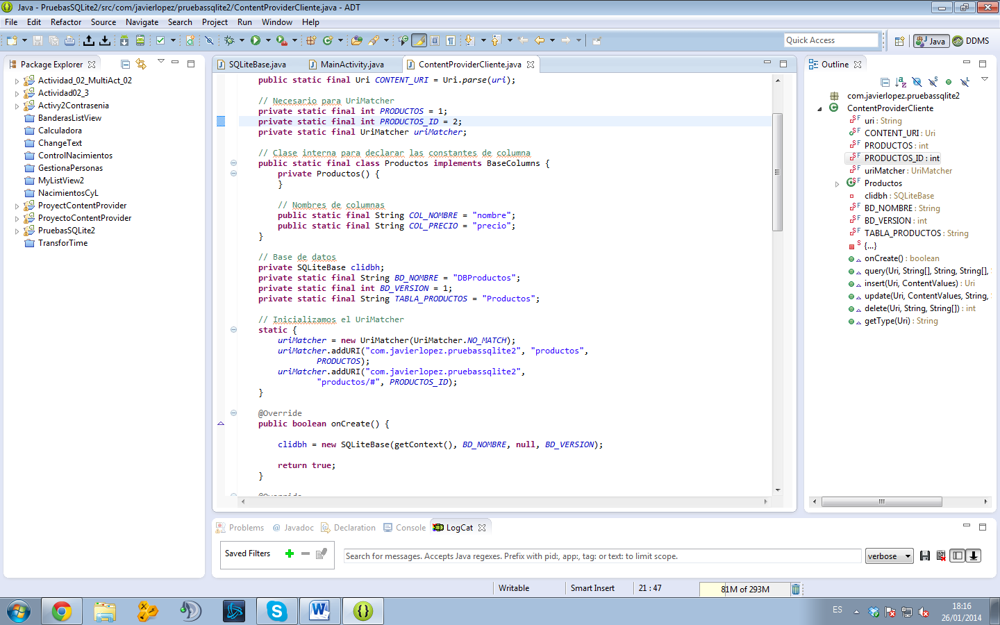 Java - PruebasSQLite2/src/com/javierlopez/pruebassqlite2/ContentProviderCliente.java - ADT
File Edit Refactor Source Navigate Search Project Run Window Help
Quick Access
Java
DDMS
Package Explorer
Actividad_02_MultiAct_02
Actividad02_3
Activy2Contrasenia
BanderasListView
Calculadora
ChangeText
ControlNacimientos
GestionaPersonas
MyListView2
NacimientosCyL
ProyectContentProvider
ProyectoContentProvider
PruebasSQLite2
TransforTime
SQLiteBase.java MainActivity.java ContentProviderCliente.java
public static final Uri CONTENT_URI = Uri.parse(uri);
// Necesario para UriMatcher
private static final int PRODUCTOS = 1;
private static final int PRODUCTOS_ID = 2;
private static final UriMatcher uriMatcher;
// Clase interna para declarar las constantes de columna
public static final class Productos implements BaseColumns {
private Productos() {
}
// Nombres de columnas
public static final String COL_NOMBRE = "nombre";
public static final String COL_PRECIO = "precio";
}
// Base de datos
private SQLiteBase clidbh;
private static final String BD_NOMBRE = "DBProductos";
private static final int BD_VERSION = 1;
private static final String TABLA_PRODUCTOS = "Productos";
// Inicializamos el UriMatcher
static {
uriMatcher = new UriMatcher(UriMatcher.NO_MATCH);
uriMatcher.addURI("com.javierlopez.pruebassqlite2", "productos",
PRODUCTOS);
uriMatcher.addURI("com.javierlopez.pruebassqlite2",
"productos/#", PRODUCTOS_ID);
}
@Override
public boolean onCreate() {
clidbh = new SQLiteBase(getContext(), BD_NOMBRE, null, BD_VERSION);
return true;
}
@Override
Outline
com.javierlopez.pruebassqlite2
ContentProviderCliente
uri : String
CONTENT_URI : Uri
PRODUCTOS : int
PRODUCTOS_ID : int
uriMatcher : UriMatcher
Productos
clidbh : SQLiteBase
BD_NOMBRE : String
BD_VERSION : int
TABLA_PRODUCTOS : String
{...}
onCreate() : boolean
query(Uri, String[], String, String[],
insert(Uri, ContentValues) : Uri
update(Uri, ContentValues, String,
delete(Uri, String, String[]) : int
getType(Uri) : String
Problems @ Javadoc Declaration Console LogCat
Saved Filters
Search for messages. Accepts Java regexes. Prefix with pid:, app:, tag: or text: to limit scope.
verbose
Writable
Smart Insert
21 : 47
81M of 293M
ES
18:16
26/01/2014